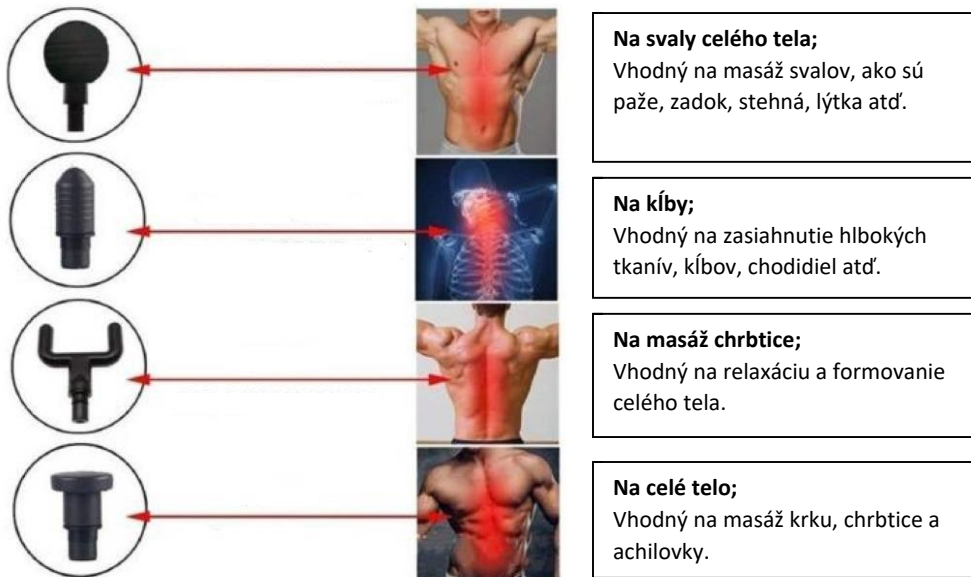 Na svaly celého tela;
Vhodný na masáž svalov, ako sú
paže, zadok, stehná, lýtka atď.
Na kĺby;
Vhodný na zasiahnutie hlbokých
tkanív, kĺbov, chodidiel atď.
Na masáž chrbtice;
Vhodný na relaxáciu a formovanie
celého tela.
Na celé telo;
Vhodný na masáž krku, chrbtice a
achilovky.